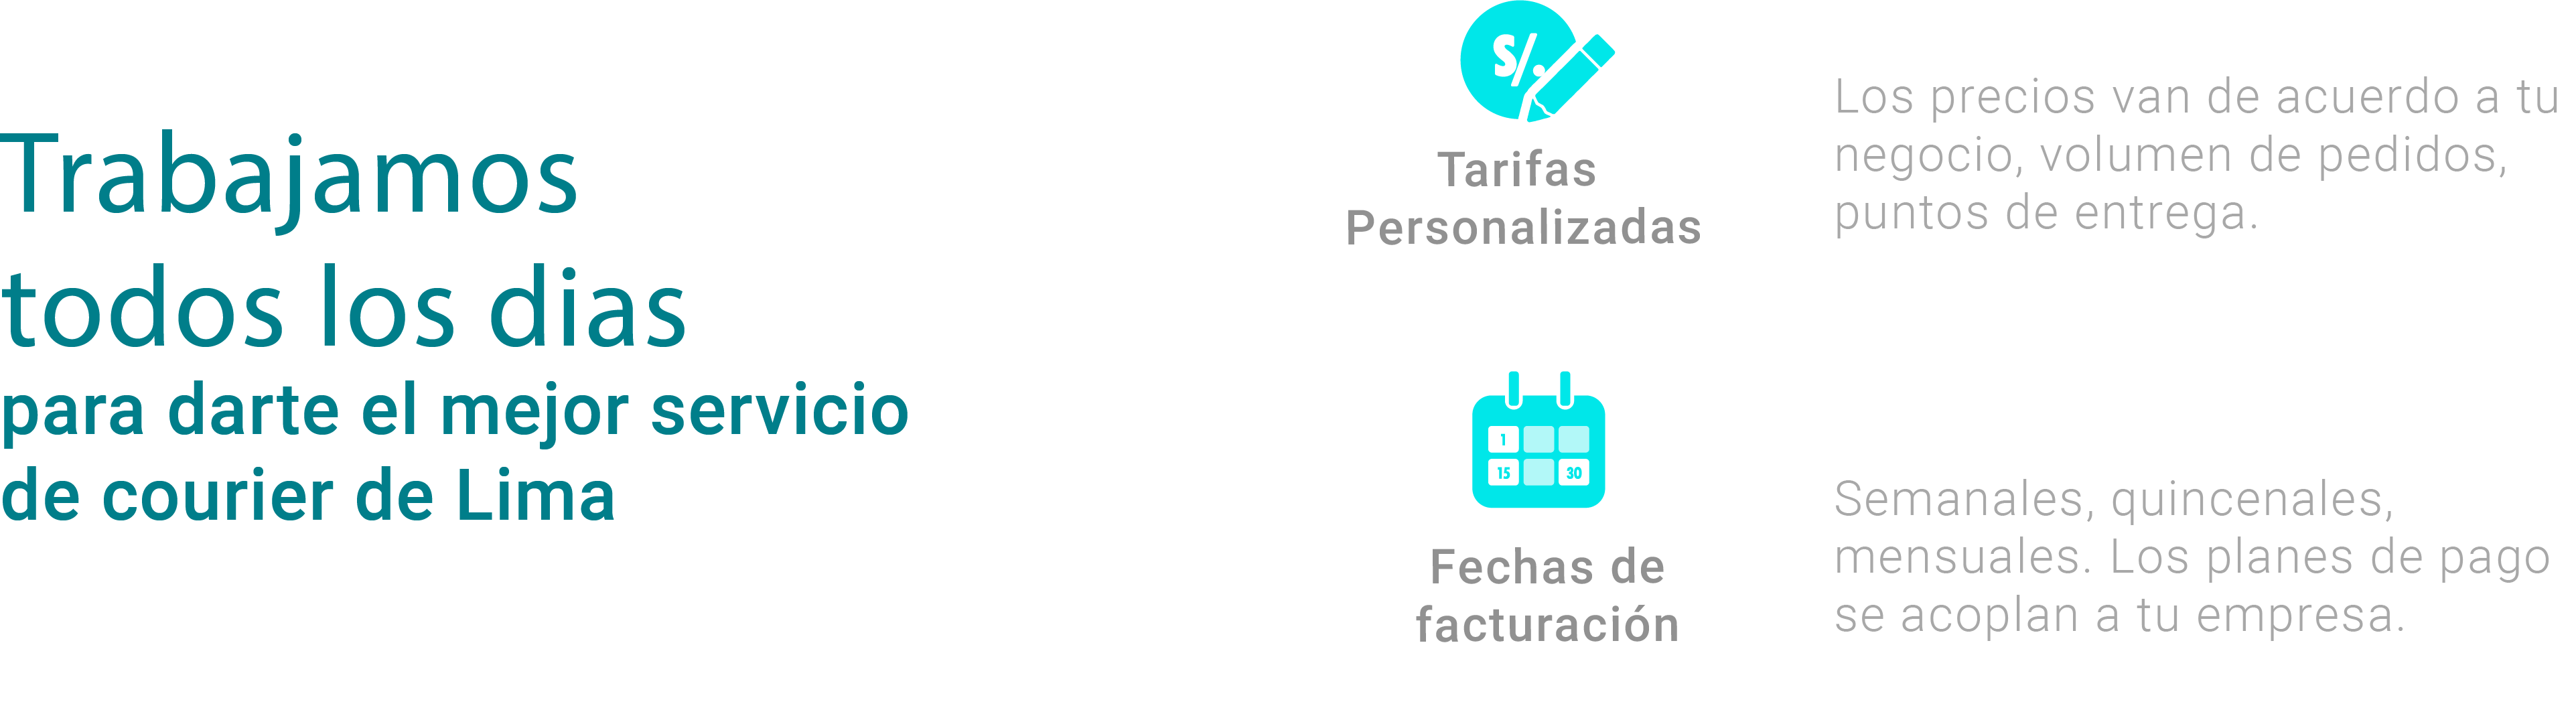 Trabajamos
todos los dias
para darte el mejor servicio
de courier de Lima
S/.
Tarifas
Personalizadas
Los precios van de acuerdo a tu
negocio, volumen de pedidos,
puntos de entrega.
1
15 30
Fechas de
facturación
Semanales, quincenales,
mensuales. Los planes de pago
se acoplan a tu empresa.